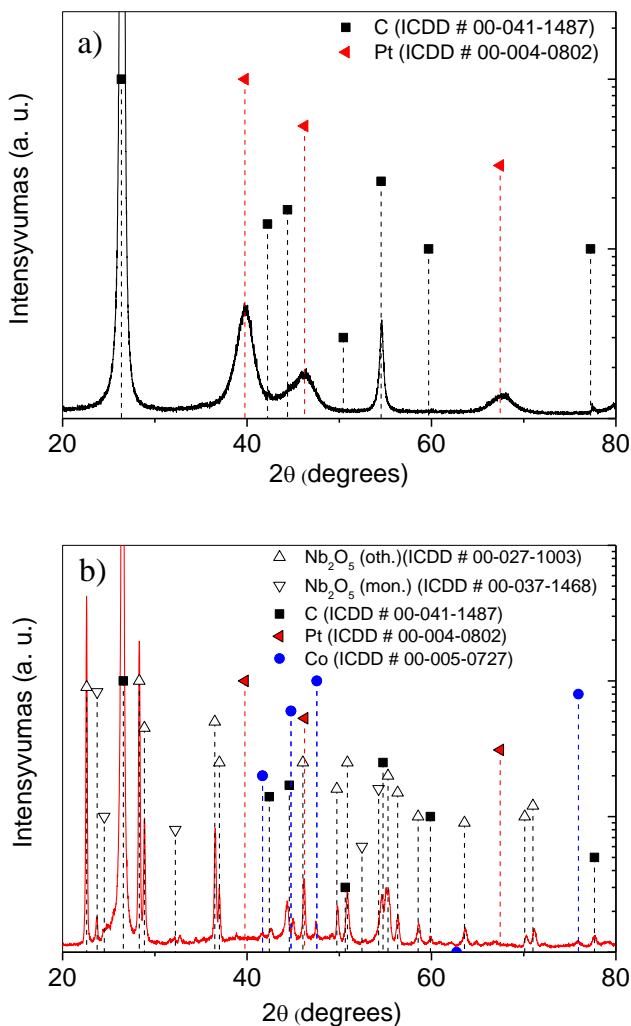 a)
C (ICDD # 00-041-1487)
Pt (ICDD # 00-004-0802)
Intensyvumas (a. u.)
20 40 60 80
2θ (degrees)
b)
Nb₂O₅ (oth.)(ICDD # 00-027-1003)
Nb₂O₅ (mon.) (ICDD # 00-037-1468)
C (ICDD # 00-041-1487)
Pt (ICDD # 00-004-0802)
Co (ICDD # 00-005-0727)
Intensyvumas (a. u.)
20 40 60 80
2θ (degrees)